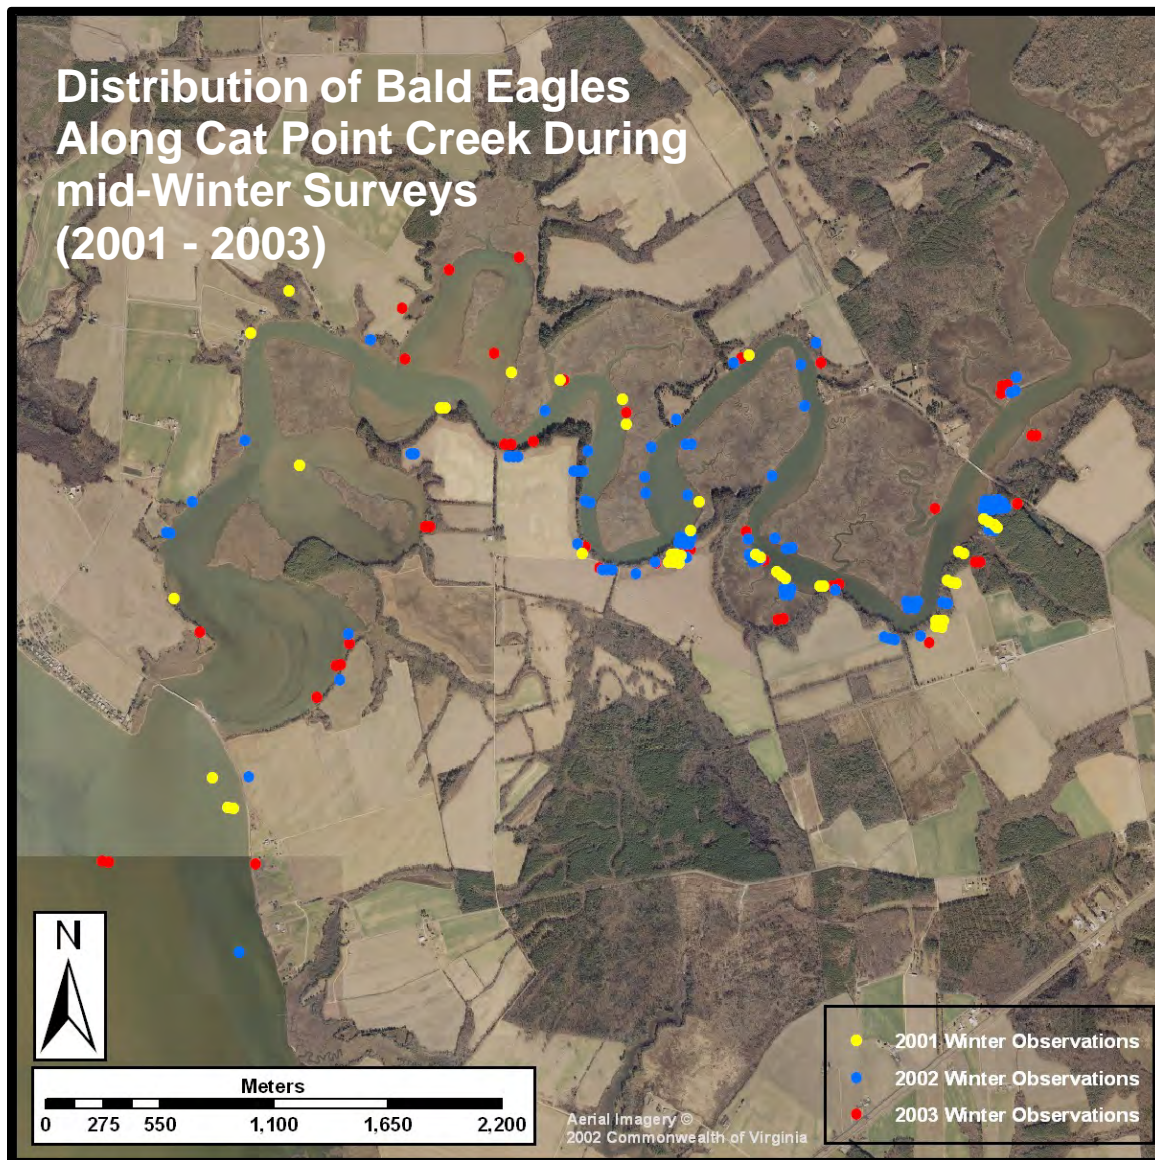 Distribution of Bald Eagles
Along Cat Point Creek During
mid-Winter Surveys
(2001 - 2003)
N
Meters
0 275 550 1,100 1,650 2,200
Aerial Imagery ©
2002 Commonwealth of Virginia
2001 Winter Observations
2002 Winter Observations
2003 Winter Observations